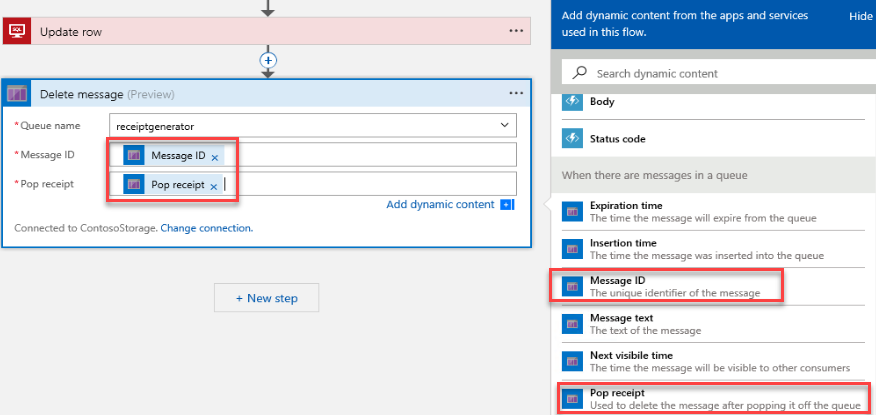 Update row
Delete message (Preview)
*Queue name
receiptgenerator
*Message ID
Message ID ×
*Pop receipt
Pop receipt ×
Add dynamic content
Connected to ContosoStorage. Change connection.
+ New step
Add dynamic content from the apps and services
used in this flow.
Hide
Search dynamic content
Body
Status code
When there are messages in a queue
Expiration time
The time the message will expire from the queue
Insertion time
The time the message was inserted into the queue
Message ID
The unique identifier of the message
Message text
The text of the message
Next visibile time
The time the message will be visible to other consumers
Pop receipt
Used to delete the message after popping it off the queue